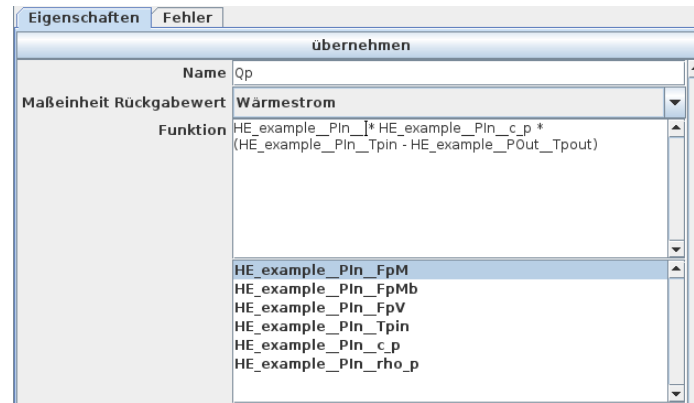 Eigenschaften Fehler
übernehmen
Name Qp
Maßeinheit Rückgabewert Wärmestrom
Funktion HE_example__PIn__* HE_example__PIn__c_p *
(HE_example__PIn__Tpin - HE_example__POut__Tpout)
HE_example__PIn__FpM
HE_example__PIn__FpMb
HE_example__PIn__FpV
HE_example__PIn__Tpin
HE_example__PIn__c_p
HE_example__PIn__rho_p